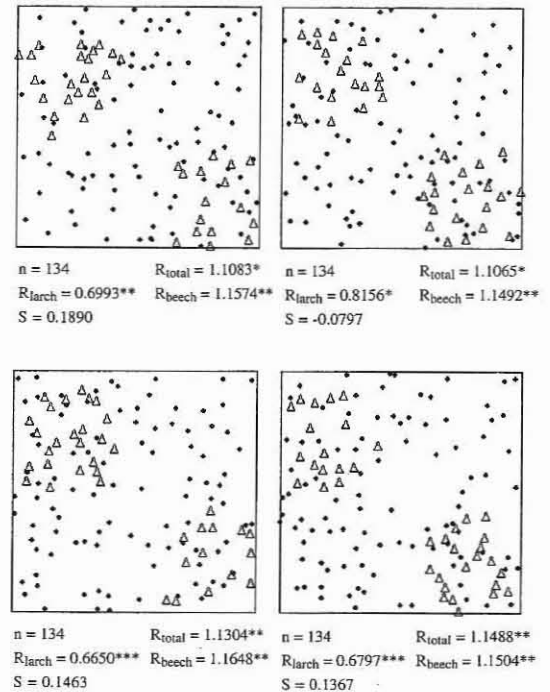 n = 134 R_total = 1.1083*
R_larch = 0.6993** R_beech = 1.1574**
S = 0.1890
n = 134 R_total = 1.1065*
R_larch = 0.8156* R_beech = 1.1492**
S = -0.0797
n = 134 R_total = 1.1304**
R_larch = 0.6650*** R_beech = 1.1648**
S = 0.1463
n = 134 R_total = 1.1488**
R_larch = 0.6797*** R_beech = 1.1504**
S = 0.1367